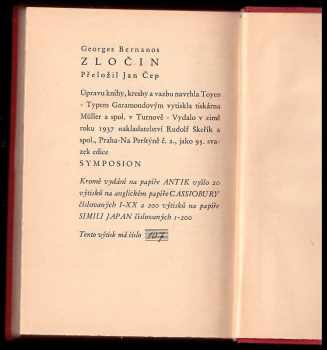 Georges Bernanos
ZLOČIN
Přeložil Jan Čep
Úpravu knihy, kresby a vazbu navrhla Toyen
- Typem Garamondovým vytiskla tiskárna
Müller a spol. v Turnově - Vydalo v zimě
roku 1937 nakladatelství Rudolf Škeřík a
spol., Praha-Na Perštýně č. 2., jako 95. sva-
zek edice
SYMPOSION
Kromě vydání na papíře ANTIK vyšlo 20
výtisků na anglickém papíře CASSIOBURY
číslovaných I-XX a 200 výtisků na papíře
SIMILI JAPAN číslovaných 1-200
Tento výtisk má číslo 107